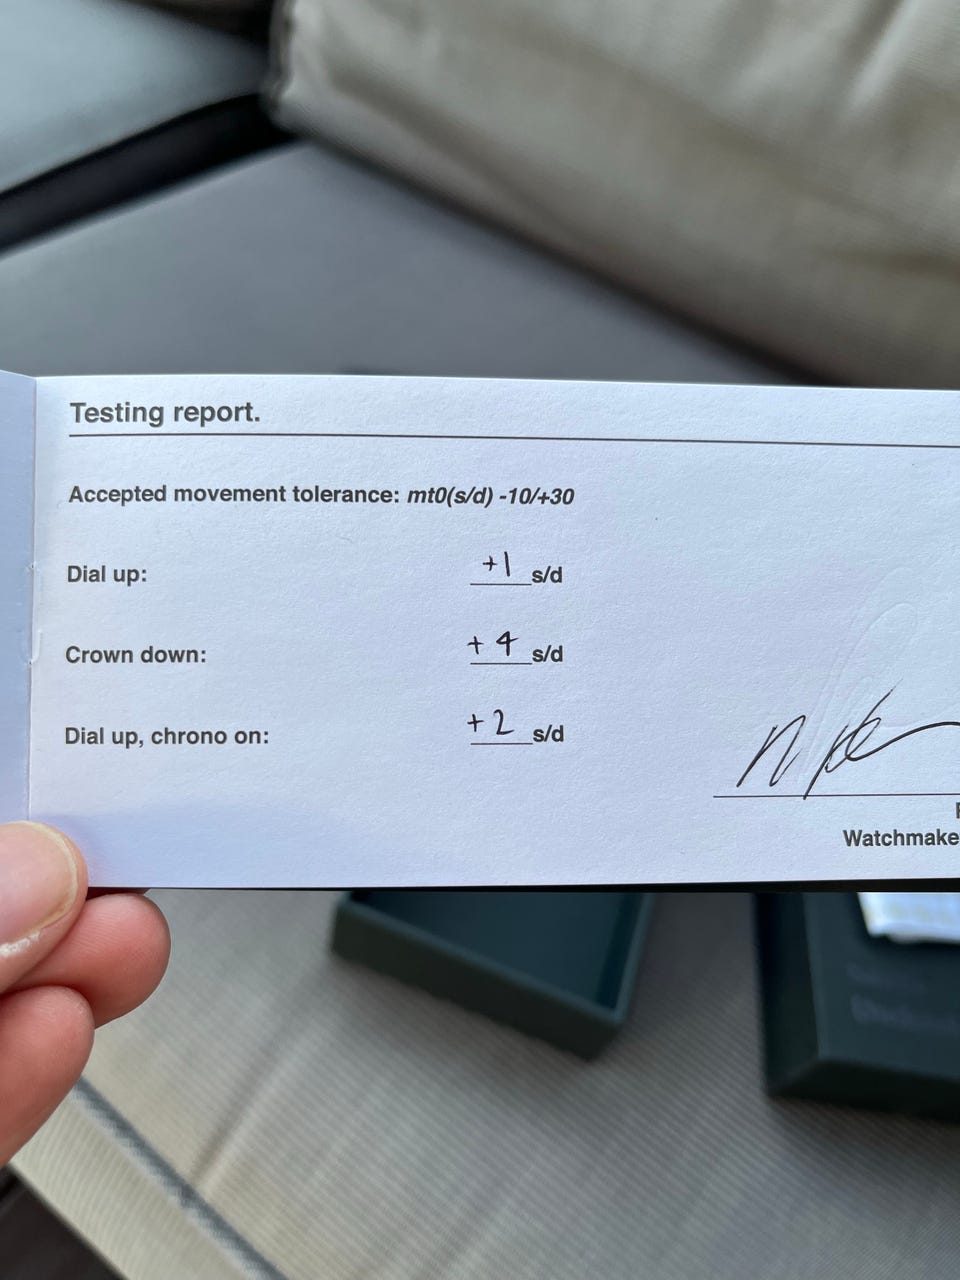 Testing report.
Accepted movement tolerance: mt0(s/d) -10/+30
Dial up: +1 s/d
Crown down: +4 s/d
Dial up, chrono on: +2 s/d
Watchmake